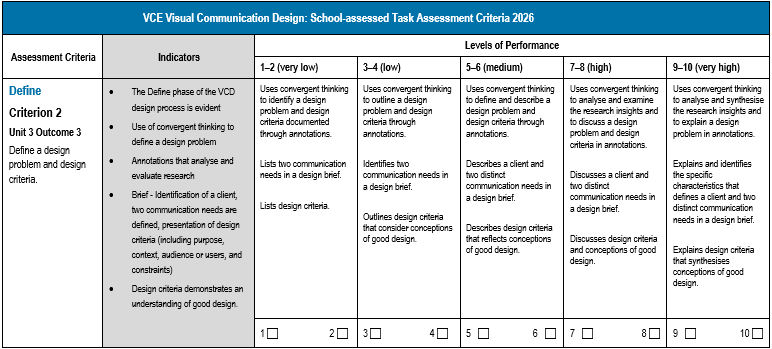 VCE Visual Communication Design: School-assessed Task Assessment Criteria 2026
Assessment Criteria
Indicators
Levels of Performance
1–2 (very low)
3–4 (low)
5–6 (medium)
7–8 (high)
9–10 (very high)
Define
Criterion 2
Unit 3 Outcome 3
Define a design
problem and design
criteria.
• The Define phase of the VCD
design process is evident
• Use of convergent thinking to
define a design problem
• Annotations that analyse and
evaluate research
• Brief - Identification of a client,
two communication needs are
defined, presentation of design
criteria (including purpose,
context, audience or users, and
constraints)
• Design criteria demonstrates an
understanding of good design.
Uses convergent thinking
to identify a design
problem and design
criteria documented
through annotations.
Lists two communication
needs in a design brief.
Lists design criteria.
Uses convergent thinking
to outline a design
problem and design
criteria through
annotations.
Identifies two
communication needs in
a design brief.
Outlines design criteria
that consider conceptions
of good design.
Uses convergent thinking
to define and describe a
design problem and
design criteria through
annotations.
Describes a client and
two distinct
communication needs in
a design brief.
Describes design criteria
that reflects conceptions
of good design.
Uses convergent thinking
to analyse and examine
the research insights and
to discuss a design
problem and design
criteria in annotations.
Discusses a client and
two distinct
communication needs in
a design brief.
Discusses design criteria
and conceptions of good
design.
Uses convergent thinking
to analyse and synthesise
the research insights and
to explain a design
problem in annotations.
Explains and identifies
the specific
characteristics that
defines a client and two
distinct communication
needs in a design brief.
Explains design criteria
that synthesises
conceptions of good
design.
1 ☐ 2 ☐ 3 ☐ 4 ☐ 5 ☐ 6 ☐ 7 ☐ 8 ☐ 9 ☐ 10 ☐